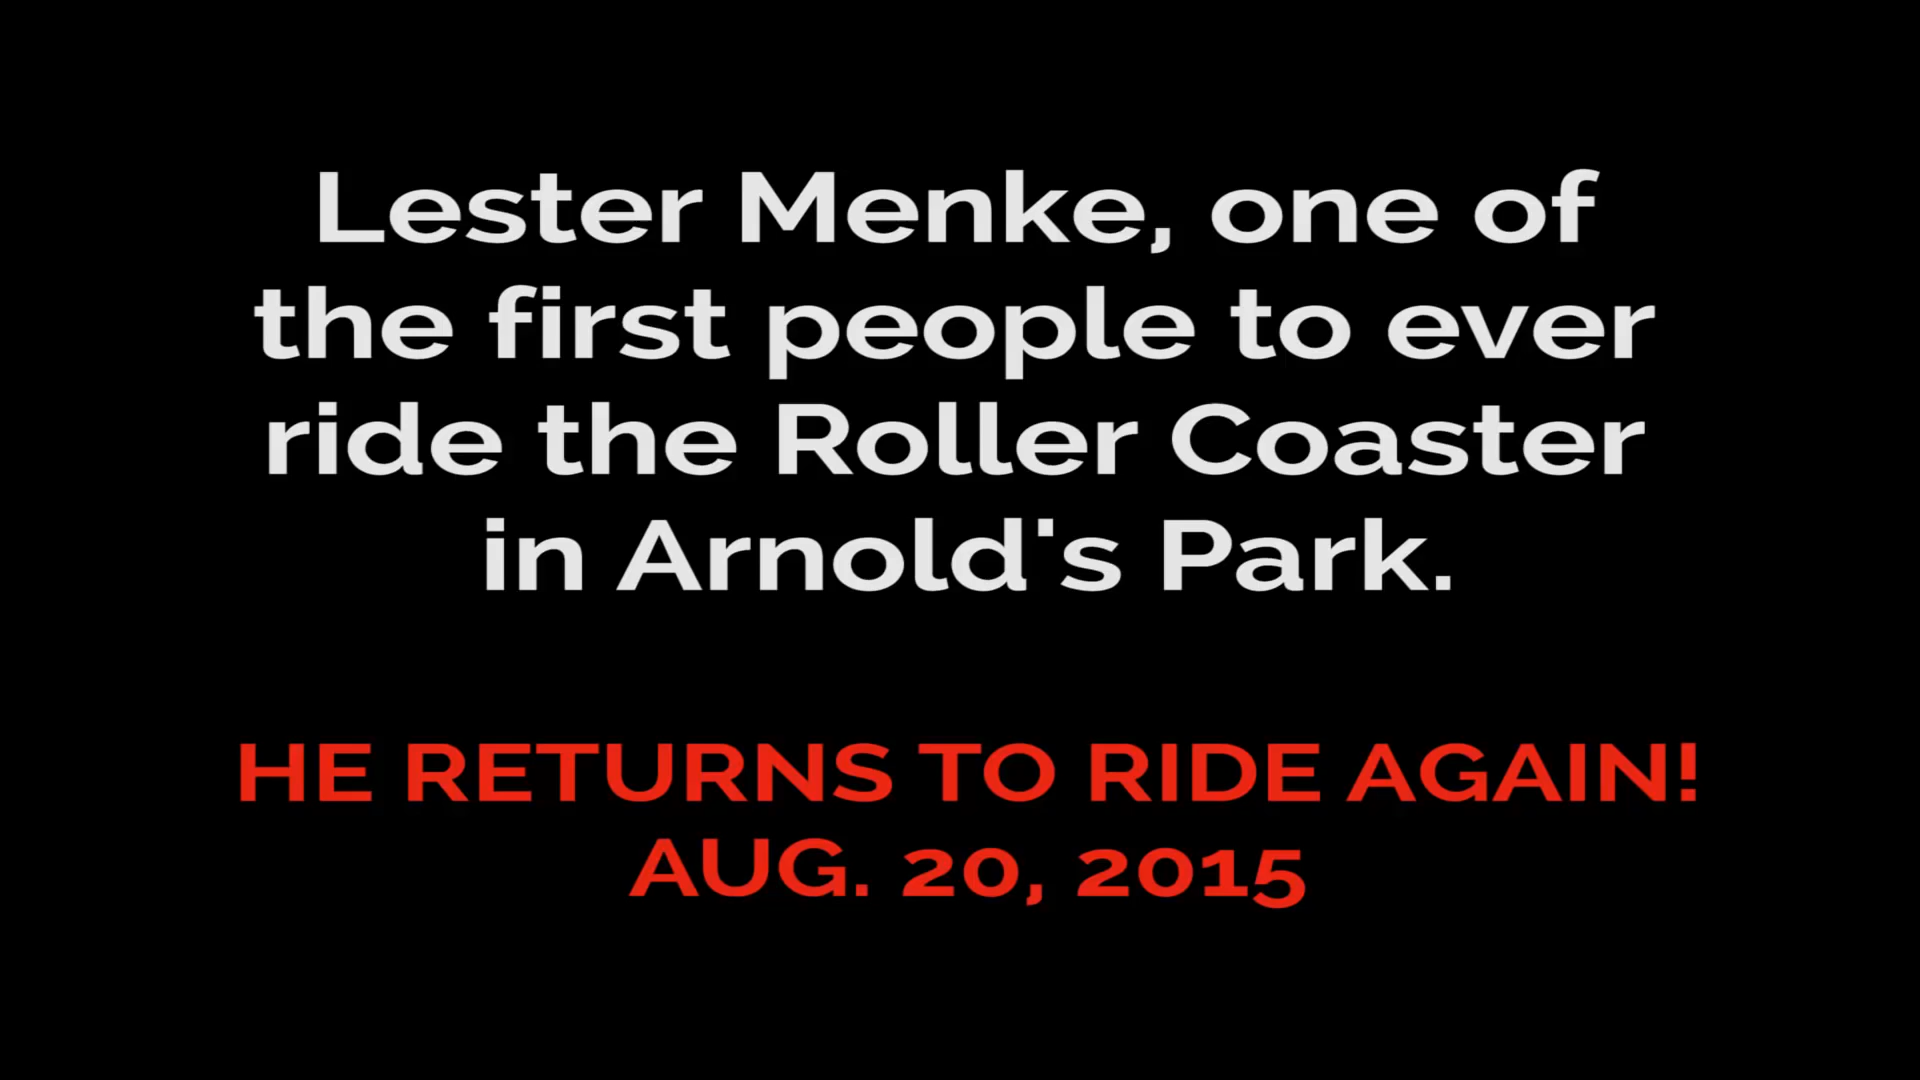 Lester Menke, one of
the first people to ever
ride the Roller Coaster
in Arnold's Park.
HE RETURNS TO RIDE AGAIN!
AUG. 20, 2015